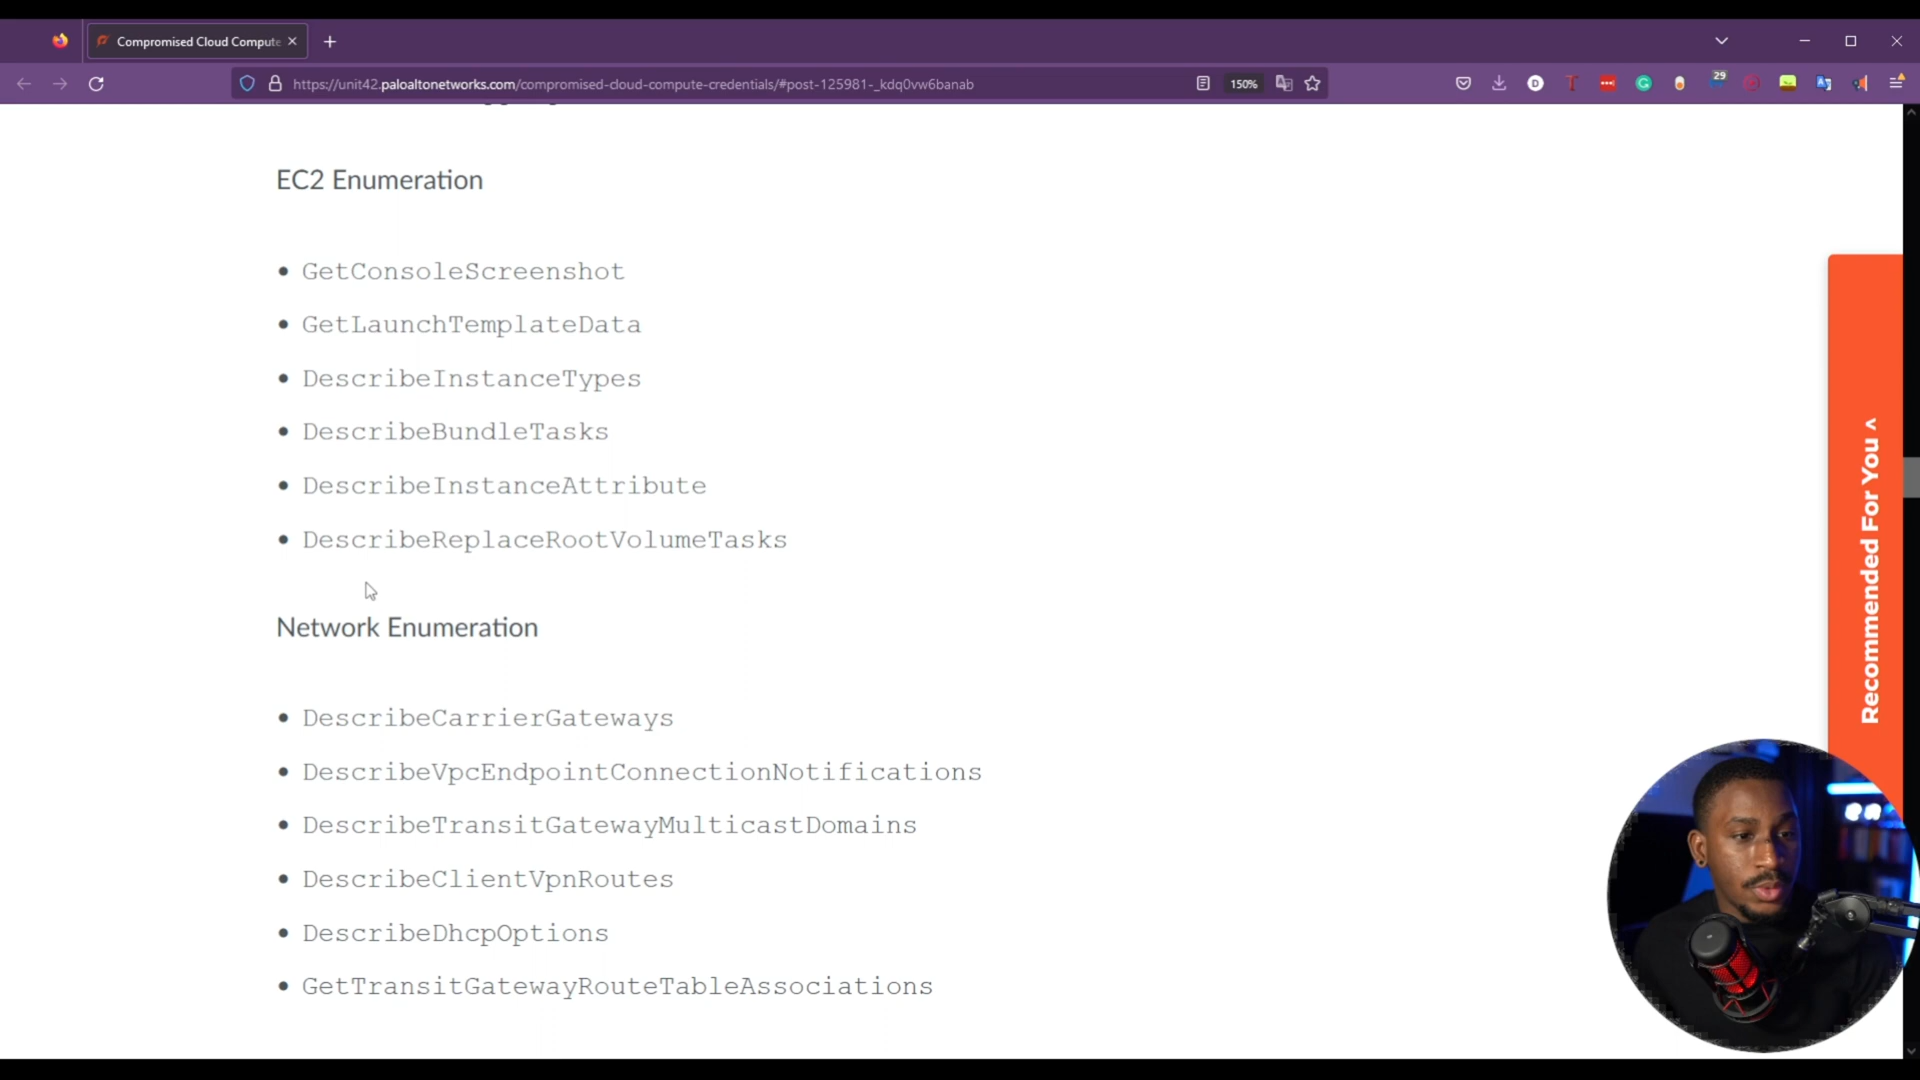 Compromised Cloud Compute
https://unit42.paloaltonetworks.com/compromised-cloud-compute-credentials/#post-125981-_kdq0vw6banab
150%
29
EC2 Enumeration
GetConsoleScreenshot
GetLaunchTemplateData
DescribeInstanceTypes
DescribeBundleTasks
DescribeInstanceAttribute
DescribeReplaceRootVolumeTasks
Network Enumeration
DescribeCarrierGateways
DescribeVpcEndpointConnectionNotifications
DescribeTransitGatewayMulticastDomains
DescribeClientVpnRoutes
DescribeDhcpOptions
GetTransitGatewayRouteTableAssociations
Recommended For You ^